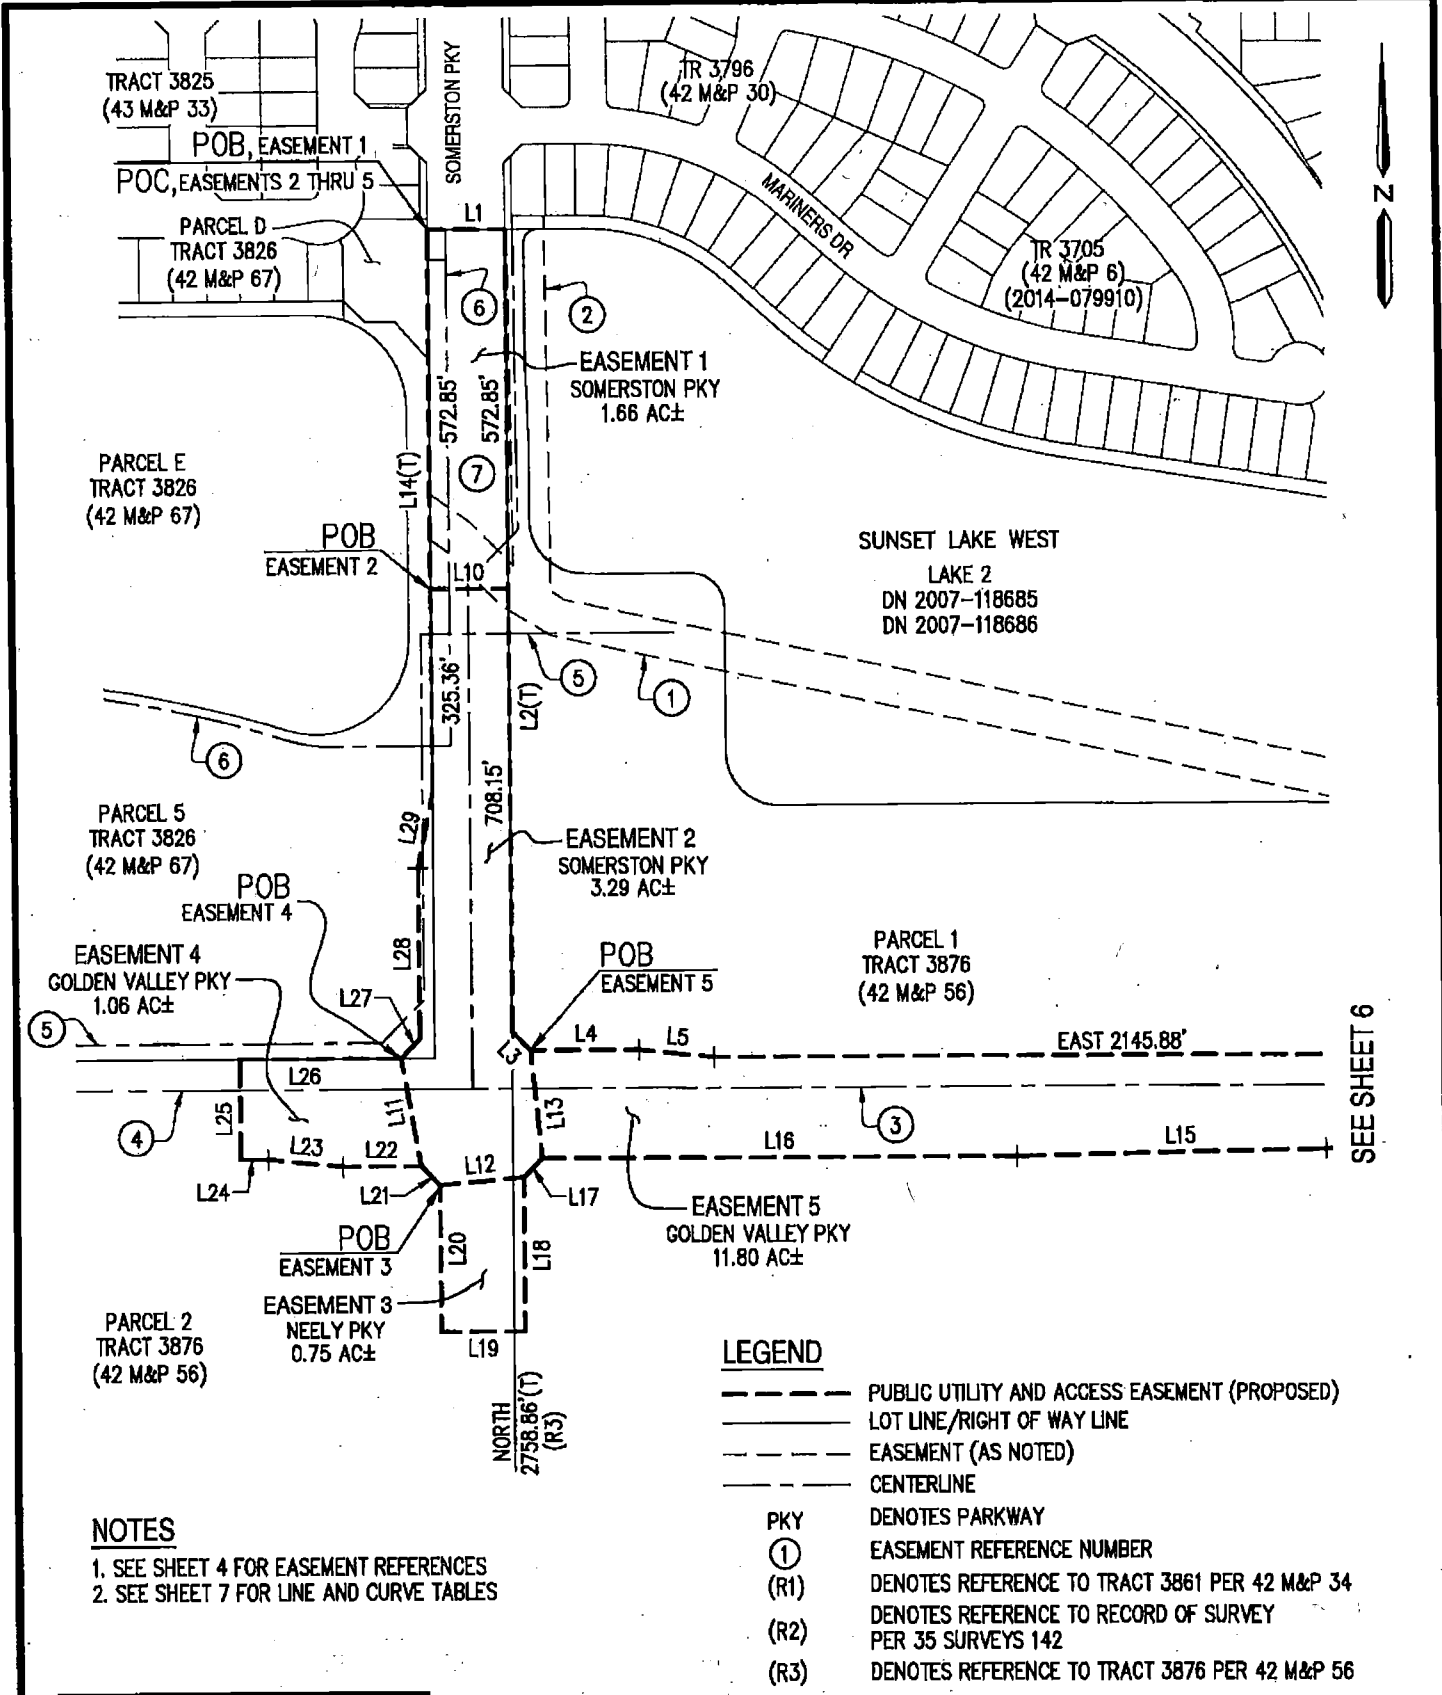 TRACT 3825
(43 M&P 33)
SOMERSTON PKY
TR 3796
(42 M&P 30)
POB, EASEMENT 1
POC, EASEMENTS 2 THRU 5
PARCEL D
TRACT 3826
(42 M&P 67)
L1
MARINERS DR
TR 3705
(42 M&P 6)
(2014-079910)
N
6
2
EASEMENT 1
SOMERSTON PKY
1.66 AC±
572.85'
572.85'
L14(T)
7
PARCEL E
TRACT 3826
(42 M&P 67)
POB
EASEMENT 2
L10
SUNSET LAKE WEST
LAKE 2
DN 2007-118685
DN 2007-118686
325.36'
L2(T)
5
1
6
708.15'
PARCEL 5
TRACT 3826
(42 M&P 67)
L29
EASEMENT 2
SOMERSTON PKY
3.29 AC±
POB
EASEMENT 4
L28
EASEMENT 4
GOLDEN VALLEY PKY
1.06 AC±
L27
POB
EASEMENT 5
PARCEL 1
TRACT 3876
(42 M&P 56)
5
L3
L4
L5
EAST 2145.88'
SEE SHEET 6
L26
L25
L11
L13
4
3
L23
L22
L12
L16
L15
L24
L21
L17
POB
EASEMENT 3
L20
L18
EASEMENT 5
GOLDEN VALLEY PKY
11.80 AC±
EASEMENT 3
NEELY PKY
0.75 AC±
L19
PARCEL 2
TRACT 3876
(42 M&P 56)
NORTH
2758.86'(T)
(R3)
LEGEND
PUBLIC UTILITY AND ACCESS EASEMENT (PROPOSED)
LOT LINE/RIGHT OF WAY LINE
EASEMENT (AS NOTED)
CENTERLINE
PKY DENOTES PARKWAY
1 EASEMENT REFERENCE NUMBER
(R1) DENOTES REFERENCE TO TRACT 3861 PER 42 M&P 34
(R2) DENOTES REFERENCE TO RECORD OF SURVEY
PER 35 SURVEYS 142
(R3) DENOTES REFERENCE TO TRACT 3876 PER 42 M&P 56
NOTES
1. SEE SHEET 4 FOR EASEMENT REFERENCES
2. SEE SHEET 7 FOR LINE AND CURVE TABLES